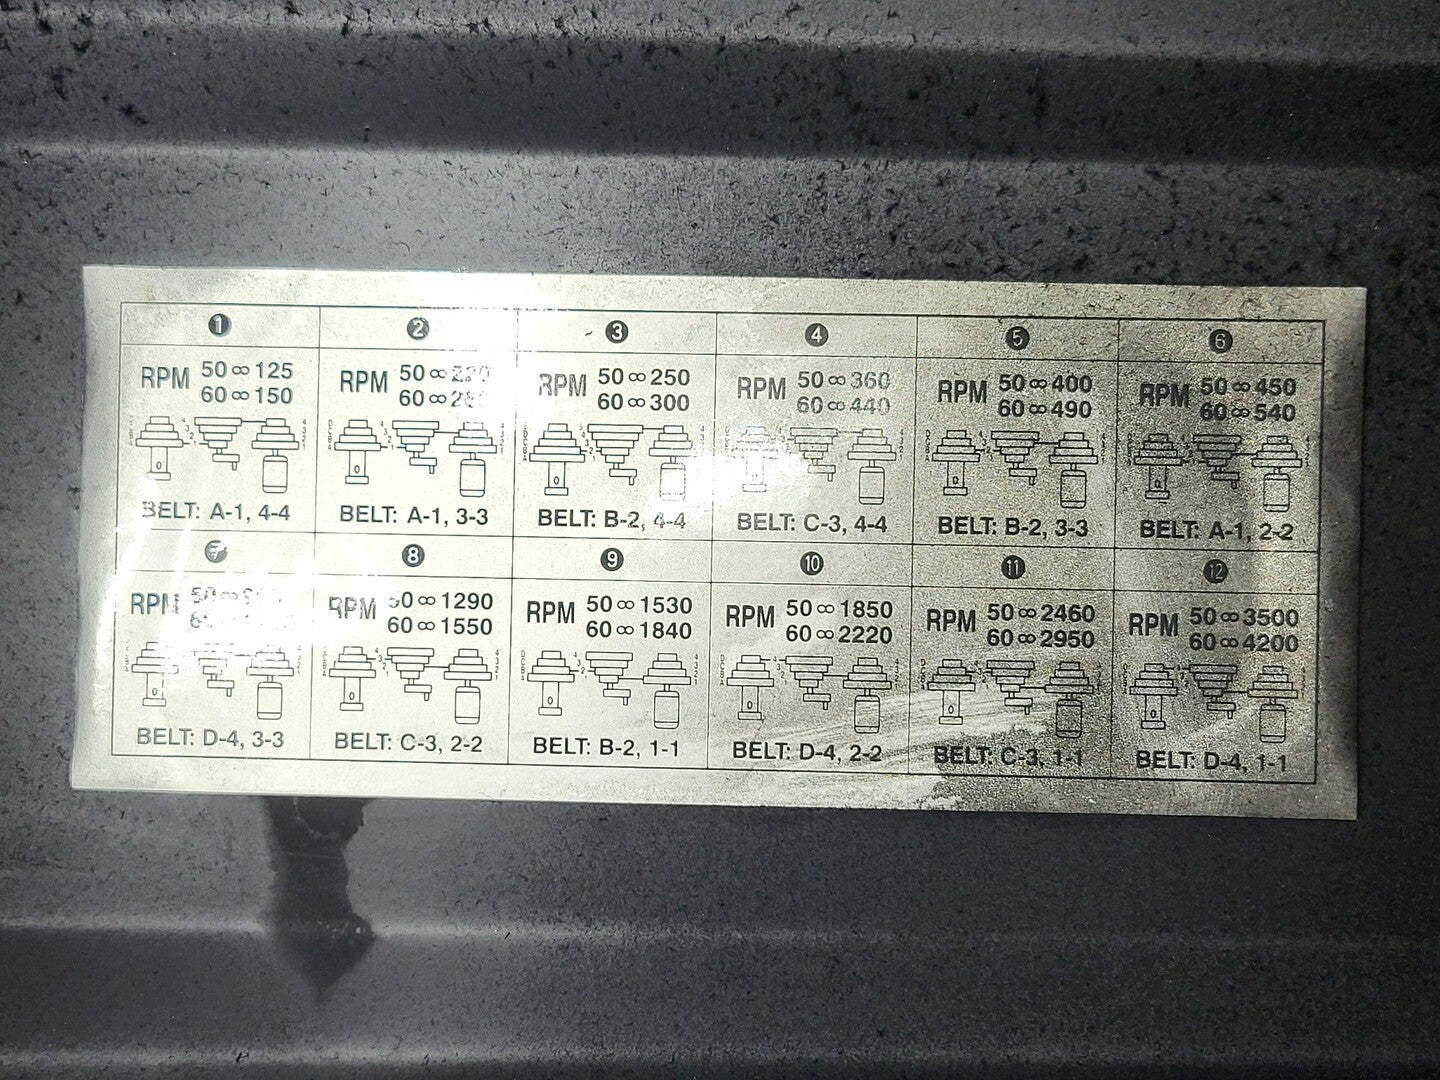 1
2
3
4
5
6
RPM 50∞125
60∞150
RPM 50∞220
60∞
RPM 50∞250
60∞300
RPM 50∞360
60∞440
RPM 50∞400
60∞490
RPM 50∞450
60∞540
BELT: A-1, 4-4
BELT: A-1, 3-3
BELT: B-2, 4-4
BELT: C-3, 4-4
BELT: B-2, 3-3
BELT: A-1, 2-2
7
8
9
10
11
12
RPM
RPM 50∞1290
60∞1550
RPM 50∞1530
60∞1840
RPM 50∞1850
60∞2220
RPM 50∞2460
60∞2950
RPM 50∞3500
60∞4200
BELT: D-4, 3-3
BELT: C-3, 2-2
BELT: B-2, 1-1
BELT: D-4, 2-2
BELT: C-3, 1-1
BELT: D-4, 1-1